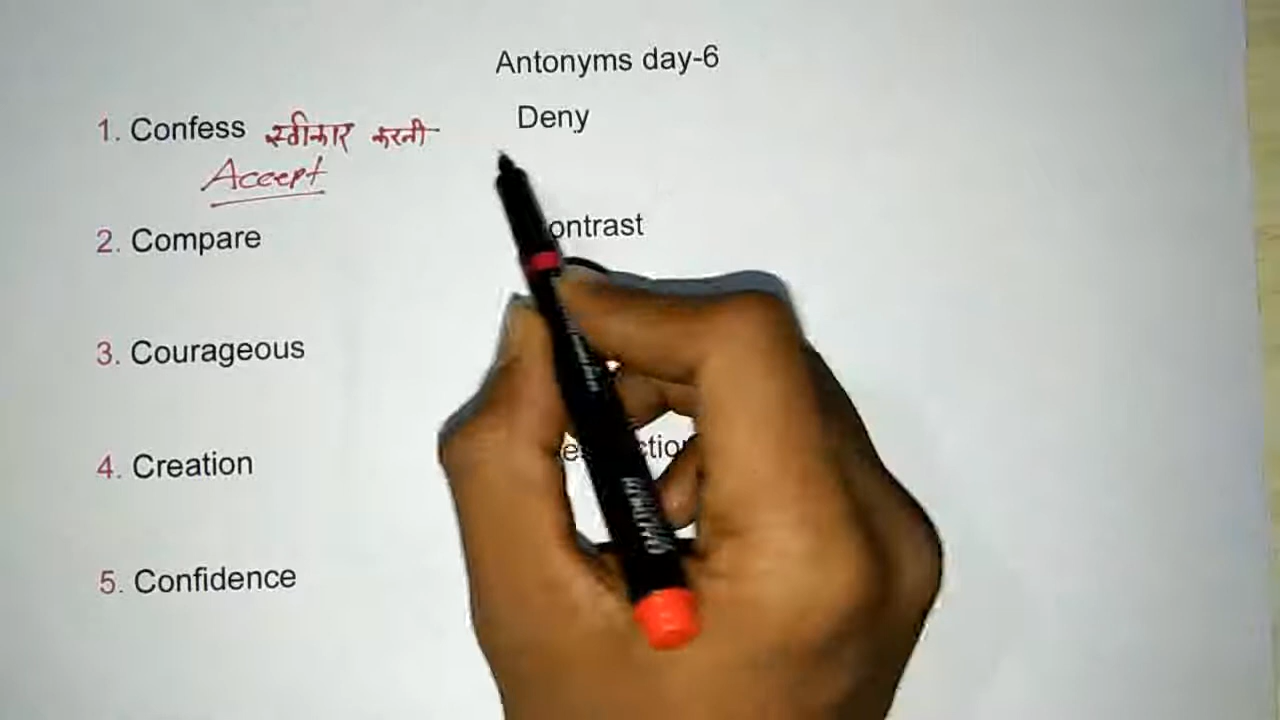 Antonyms day-6
1. Confess स्वीकार करनी Deny
Accept
2. Compare ontrast
3. Courageous
4. Creation
5. Confidence